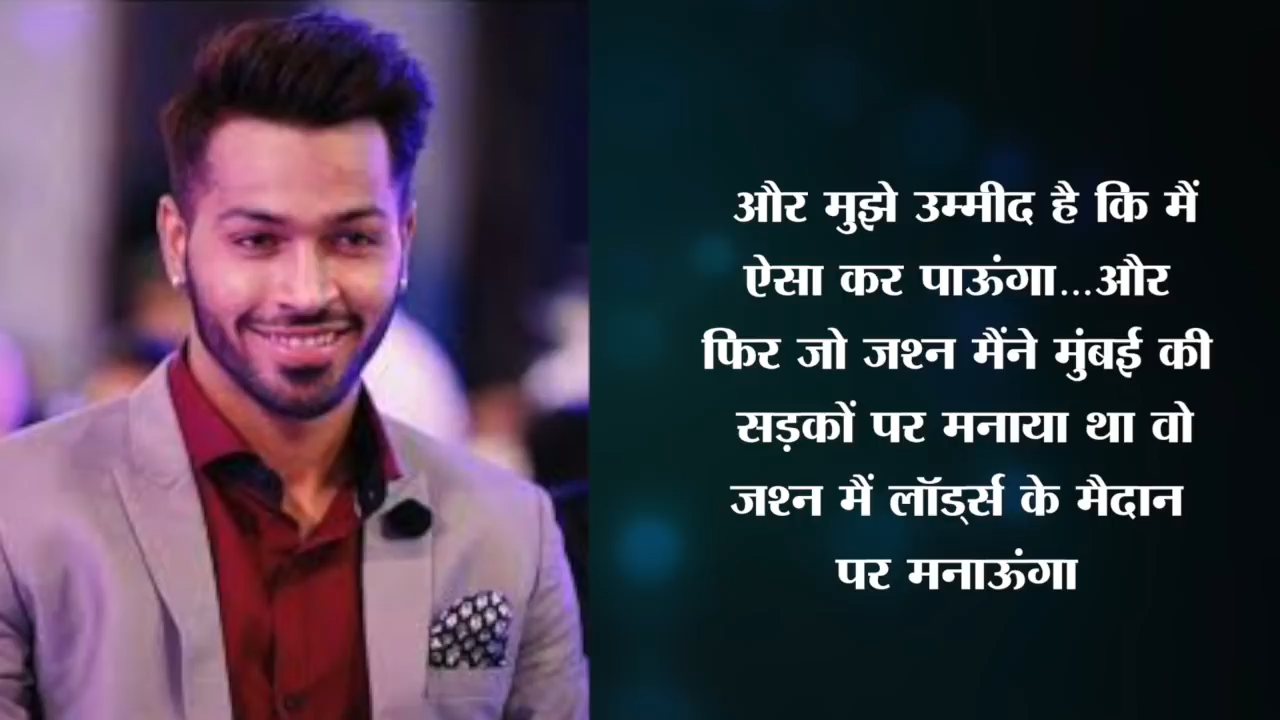 और मुझे उम्मीद है कि मैं
ऐसा कर पाऊंगा...और
फिर जो जश्न मैंने मुंबई की
सड़कों पर मनाया था वो
जश्न मैं लॉर्ड्स के मैदान
पर मनाऊंगा